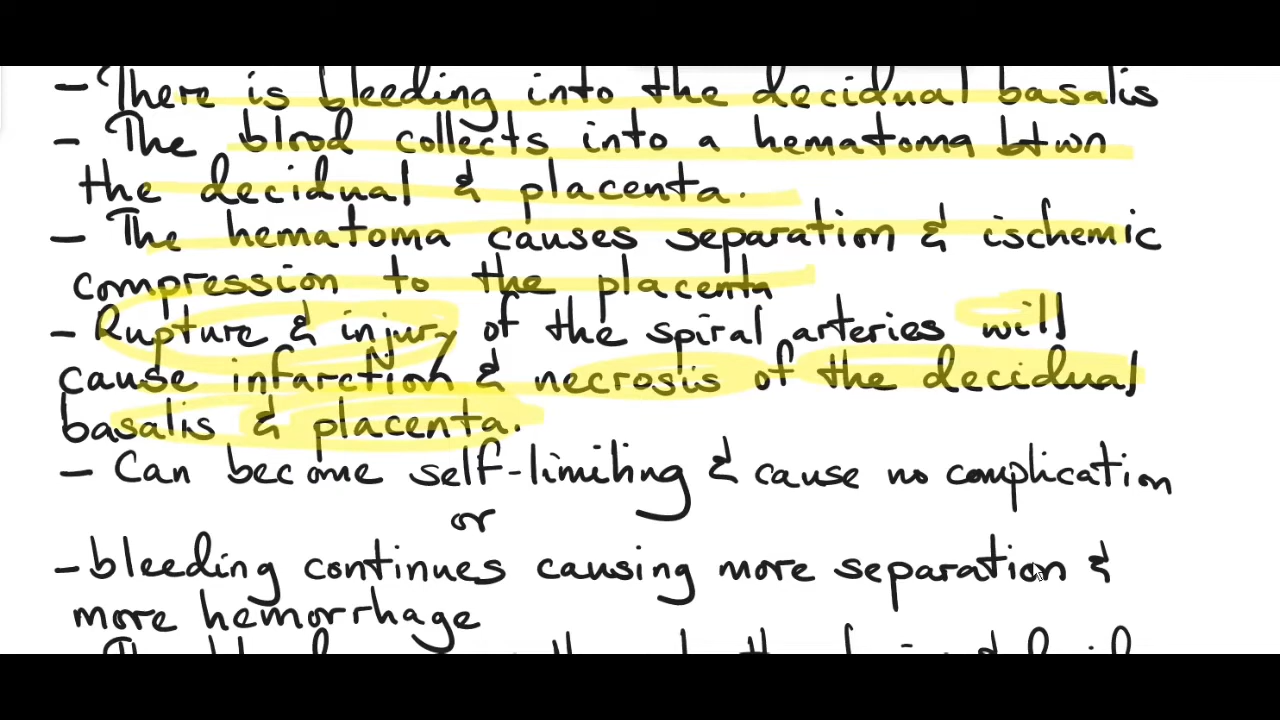 - There is bleeding into the decidual basalis
- The blood collects into a hematoma btwn
the decidual & placenta.
- The hematoma causes separation & ischemic
compression to the placenta
- Rupture & injury of the spiral arteries will
cause infarction & necrosis of the decidual
basalis & placenta.
- Can become self-limiting & cause no complication
or
- bleeding continues causing more separation &
more hemorrhage